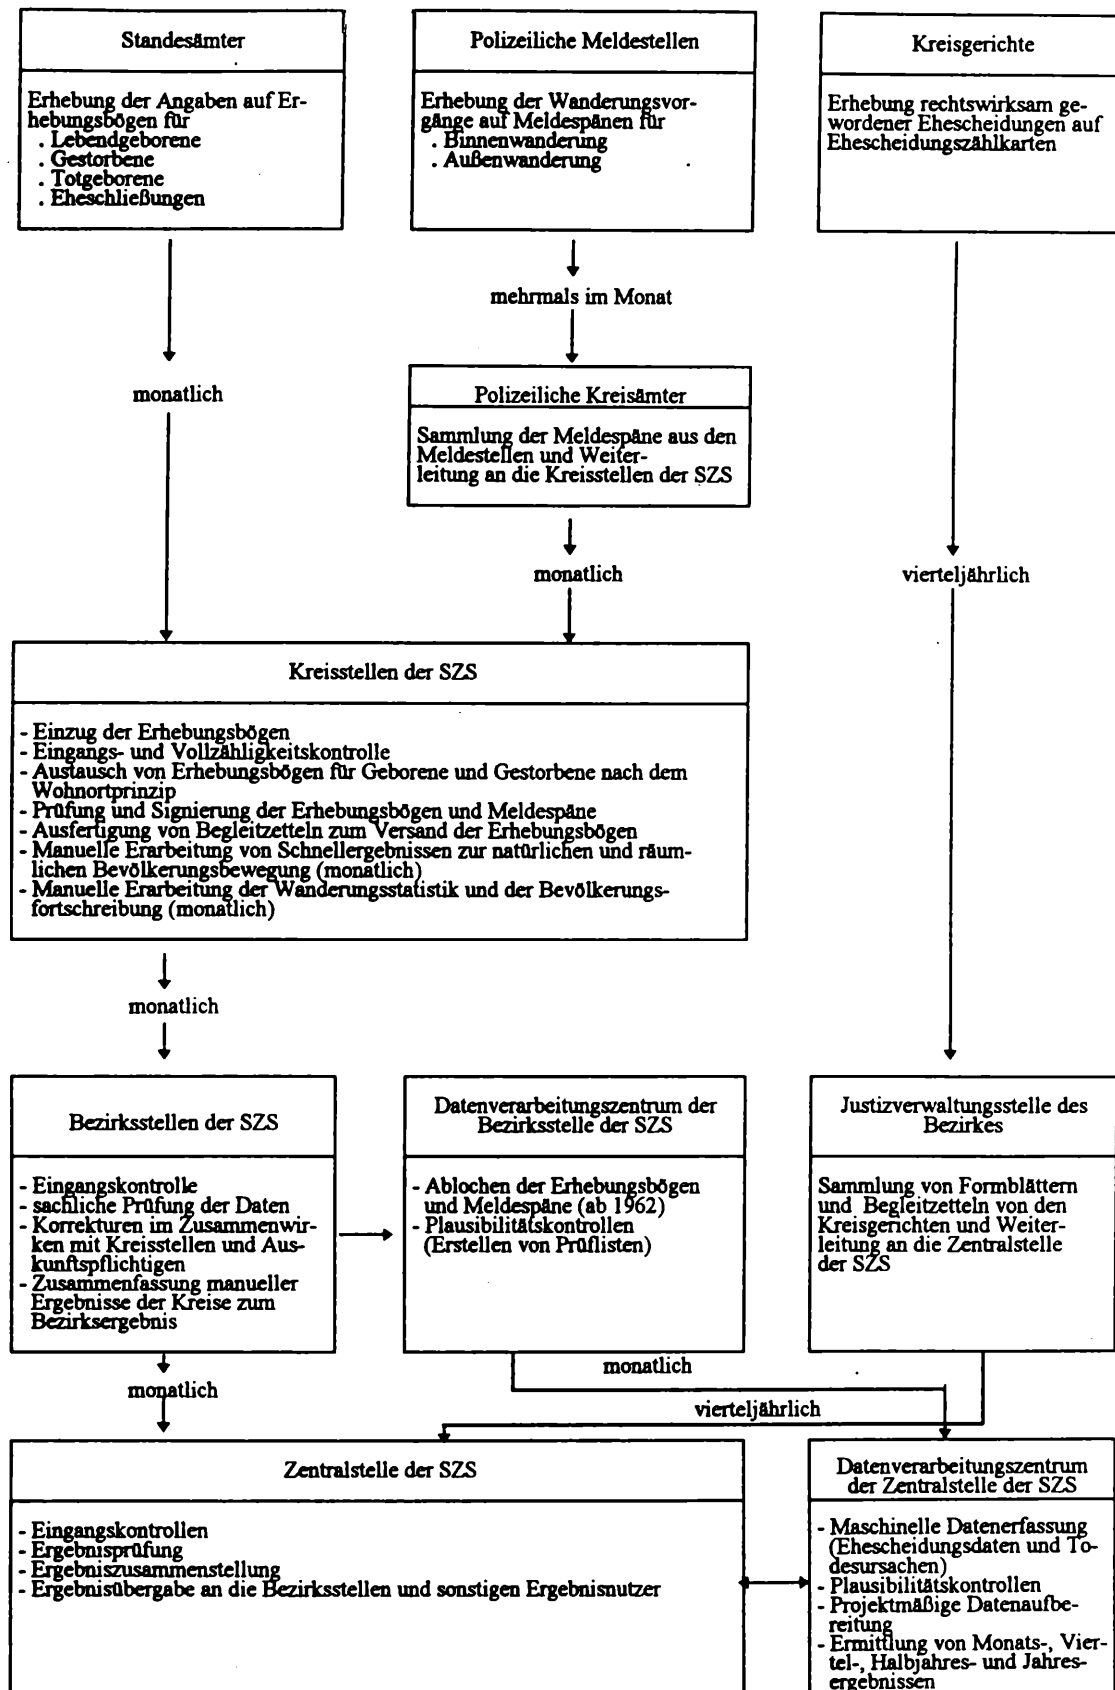 Standesämter
Erhebung der Angaben auf Er-
hebungsbögen für
. Lebendgeborene
. Gestorbene
. Totgeborene
. Eheschließungen
Polizeiliche Meldestellen
Erhebung der Wanderungsvor-
gänge auf Meldespänen für
. Binnenwanderung
. Außenwanderung
Kreisgerichte
Erhebung rechtswirksam ge-
wordener Ehescheidungen auf
Ehescheidungszählkarten
mehrmals im Monat
monatlich
Polizeiliche Kreisämter
Sammlung der Meldespäne aus den
Meldestellen und Weiter-
leitung an die Kreisstellen der SZS
monatlich
vierteljährlich
Kreisstellen der SZS
- Einzug der Erhebungsbögen
- Eingangs- und Vollzähligkeitskontrolle
- Austausch von Erhebungsbögen für Geborene und Gestorbene nach dem
Wohnortprinzip
- Prüfung und Signierung der Erhebungsbögen und Meldespäne
- Ausfertigung von Begleitzetteln zum Versand der Erhebungsbögen
- Manuelle Erarbeitung von Schnellergebnissen zur natürlichen und räum-
lichen Bevölkerungsbewegung (monatlich)
- Manuelle Erarbeitung der Wanderungsstatistik und der Bevölkerungs-
fortschreibung (monatlich)
monatlich
Bezirksstellen der SZS
- Eingangskontrolle
- sachliche Prüfung der Daten
- Korrekturen im Zusammenwir-
ken mit Kreisstellen und Aus-
kunftspflichtigen
- Zusammenfassung manueller
Ergebnisse der Kreise zum
Bezirksergebnis
Datenverarbeitungszentrum der
Bezirksstelle der SZS
- Ablochen der Erhebungsbögen
und Meldespäne (ab 1962)
- Plausibilitätskontrollen
(Erstellen von Prüflisten)
Justizverwaltungsstelle des
Bezirkes
Sammlung von Formblättern
und Begleitzetteln von den
Kreisgerichten und Weiter-
leitung an die Zentralstelle
der SZS
monatlich
monatlich
vierteljährlich
Zentralstelle der SZS
- Eingangskontrollen
- Ergebnisprüfung
- Ergebniszusammenstellung
- Ergebnisübergabe an die Bezirksstellen und sonstigen Ergebnisnutzer
Datenverarbeitungszentrum
der Zentralstelle der SZS
- Maschinelle Datenerfassung
(Ehescheidungsdaten und To-
desursachen)
- Plausibilitätskontrollen
- Projektmäßige Datenaufbe-
reitung
- Ermittlung von Monats-, Vier-
tel-, Halbjahres- und Jahres-
ergebnissen